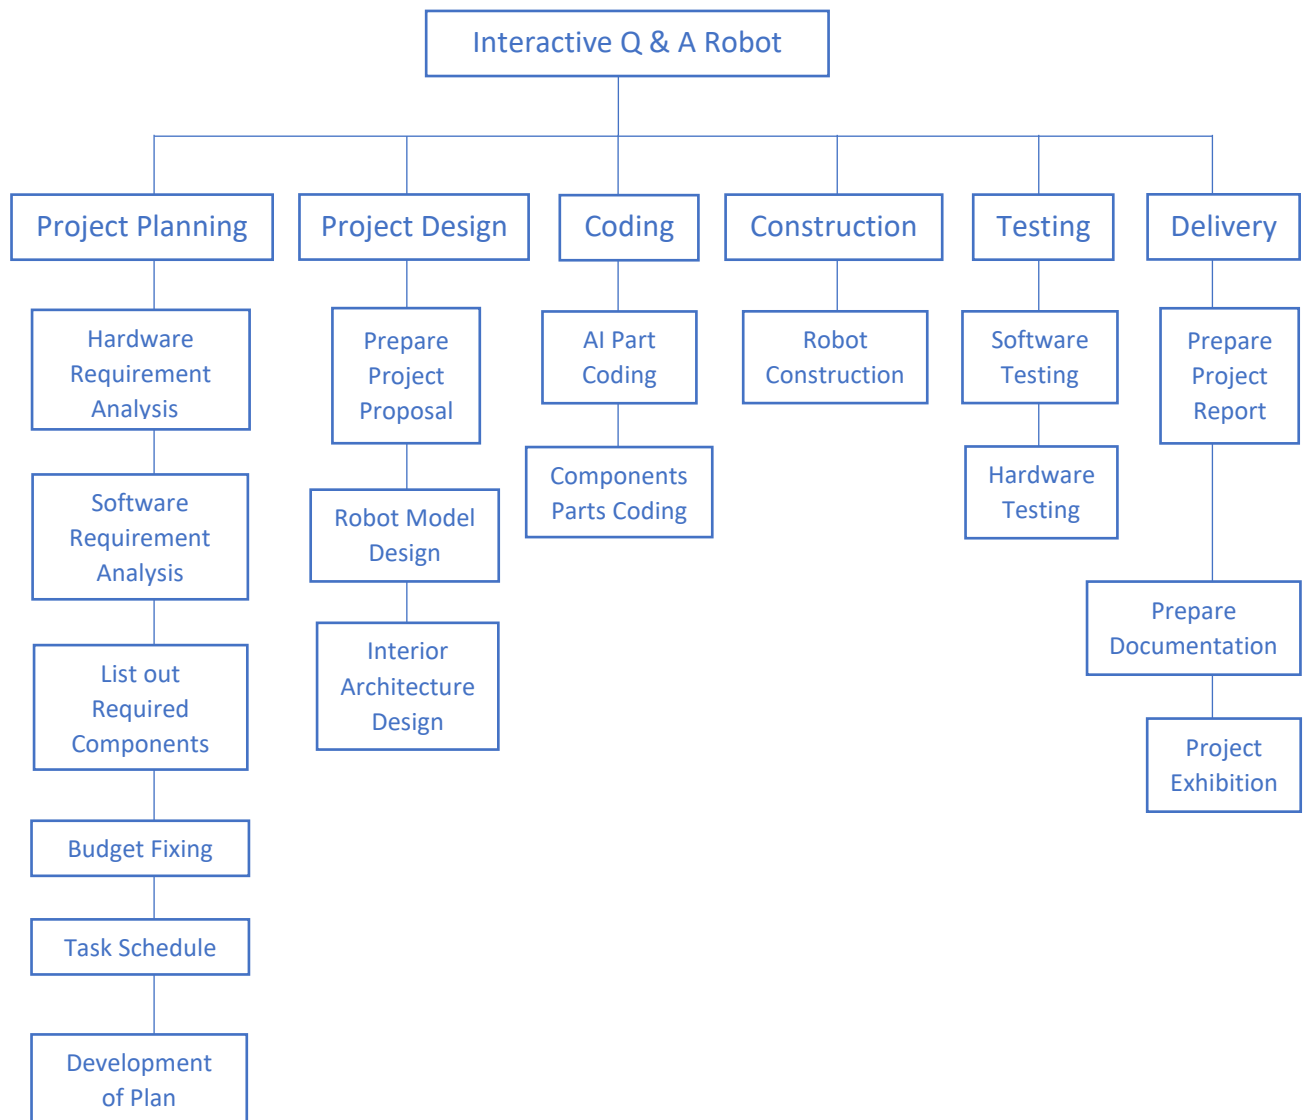 Interactive Q & A Robot
Project Planning
Project Design
Coding
Construction
Testing
Delivery
Hardware
Requirement
Analysis
Software
Requirement
Analysis
List out
Required
Components
Budget Fixing
Task Schedule
Development
of Plan
Prepare
Project
Proposal
Robot Model
Design
Interior
Architecture
Design
AI Part
Coding
Components
Parts Coding
Robot
Construction
Software
Testing
Hardware
Testing
Prepare
Project
Report
Prepare
Documentation
Project
Exhibition